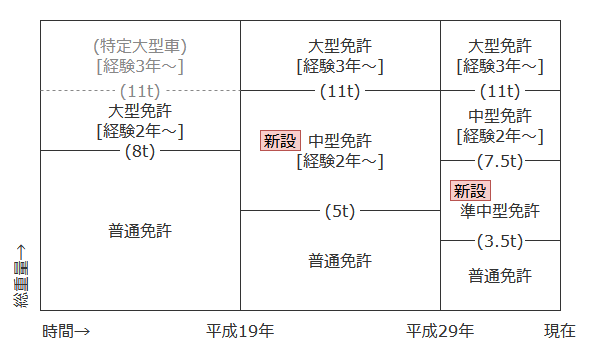 (特定大型車)
[経験3年～]
(11t)
大型免許
[経験2年～]
(8t)
普通免許
大型免許
[経験3年～]
(11t)
新設 中型免許
[経験2年～]
(5t)
普通免許
大型免許
[経験3年～]
(11t)
中型免許
[経験2年～]
(7.5t)
新設
準中型免許
(3.5t)
普通免許
総重量→
時間→ 平成19年 平成29年 現在